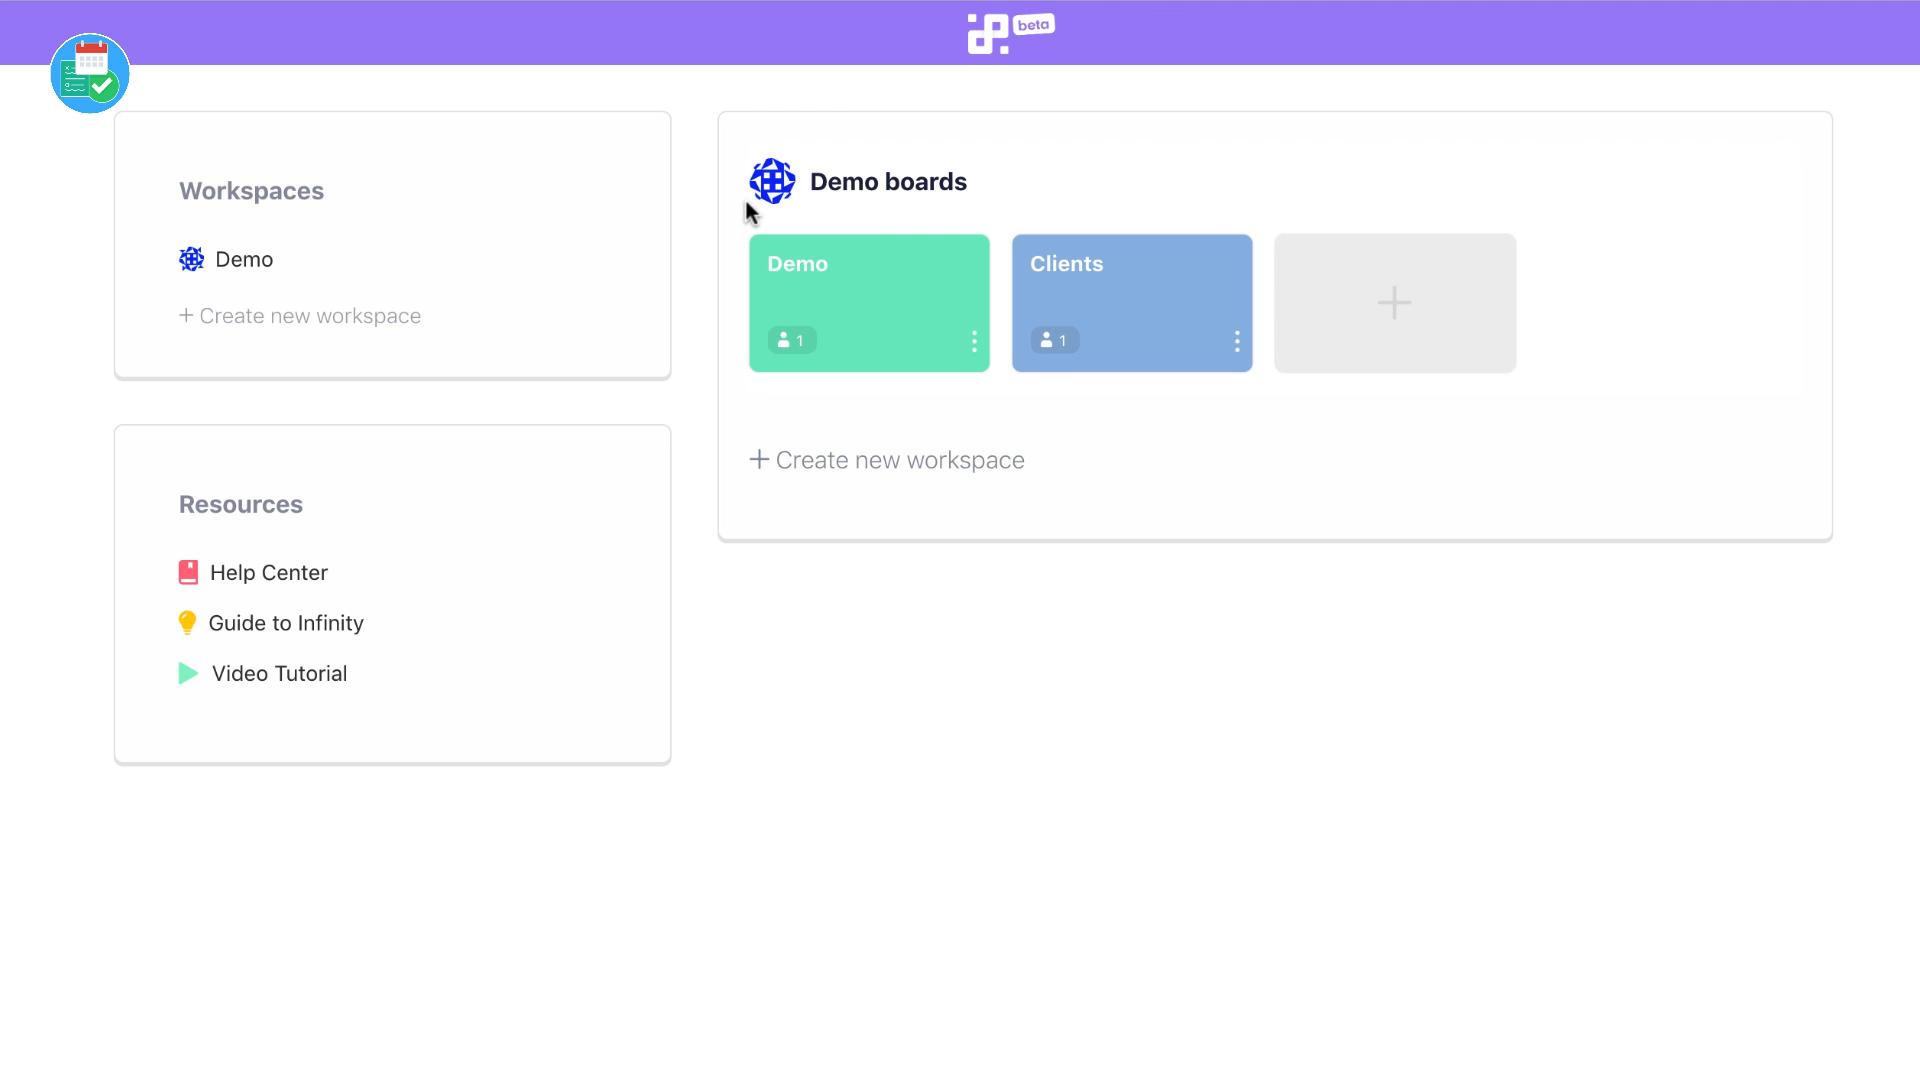 beta
Workspaces
Demo
+ Create new workspace
Resources
Help Center
Guide to Infinity
Video Tutorial
Demo boards
Demo
1
Clients
1
+ Create new workspace